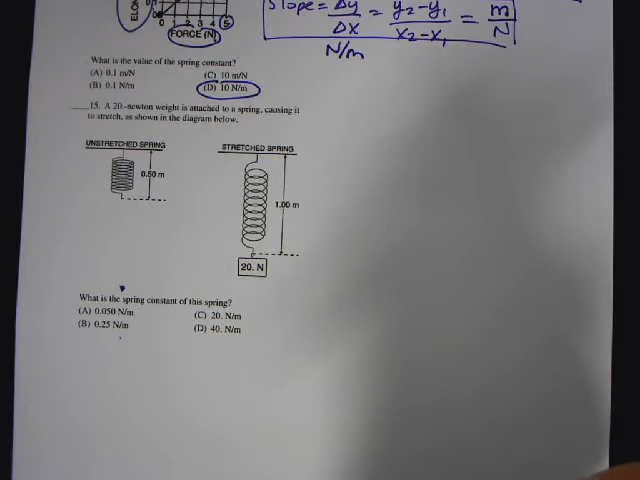 Slope = Δy/Δx = y₂-y₁/x₂-x₁ = m/N
0 1 2 3 4 5
FORCE (N)
N/m
What is the value of the spring constant?
(A) 0.1 m/N (C) 10 m/N
(B) 0.1 N/m (D) 10 N/m
____15. A 20.-newton weight is attached to a spring, causing it
to stretch, as shown in the diagram below.
UNSTRETCHED SPRING STRETCHED SPRING
0.50 m
1.00 m
20. N
What is the spring constant of this spring?
(A) 0.050 N/m (C) 20. N/m
(B) 0.25 N/m (D) 40. N/m